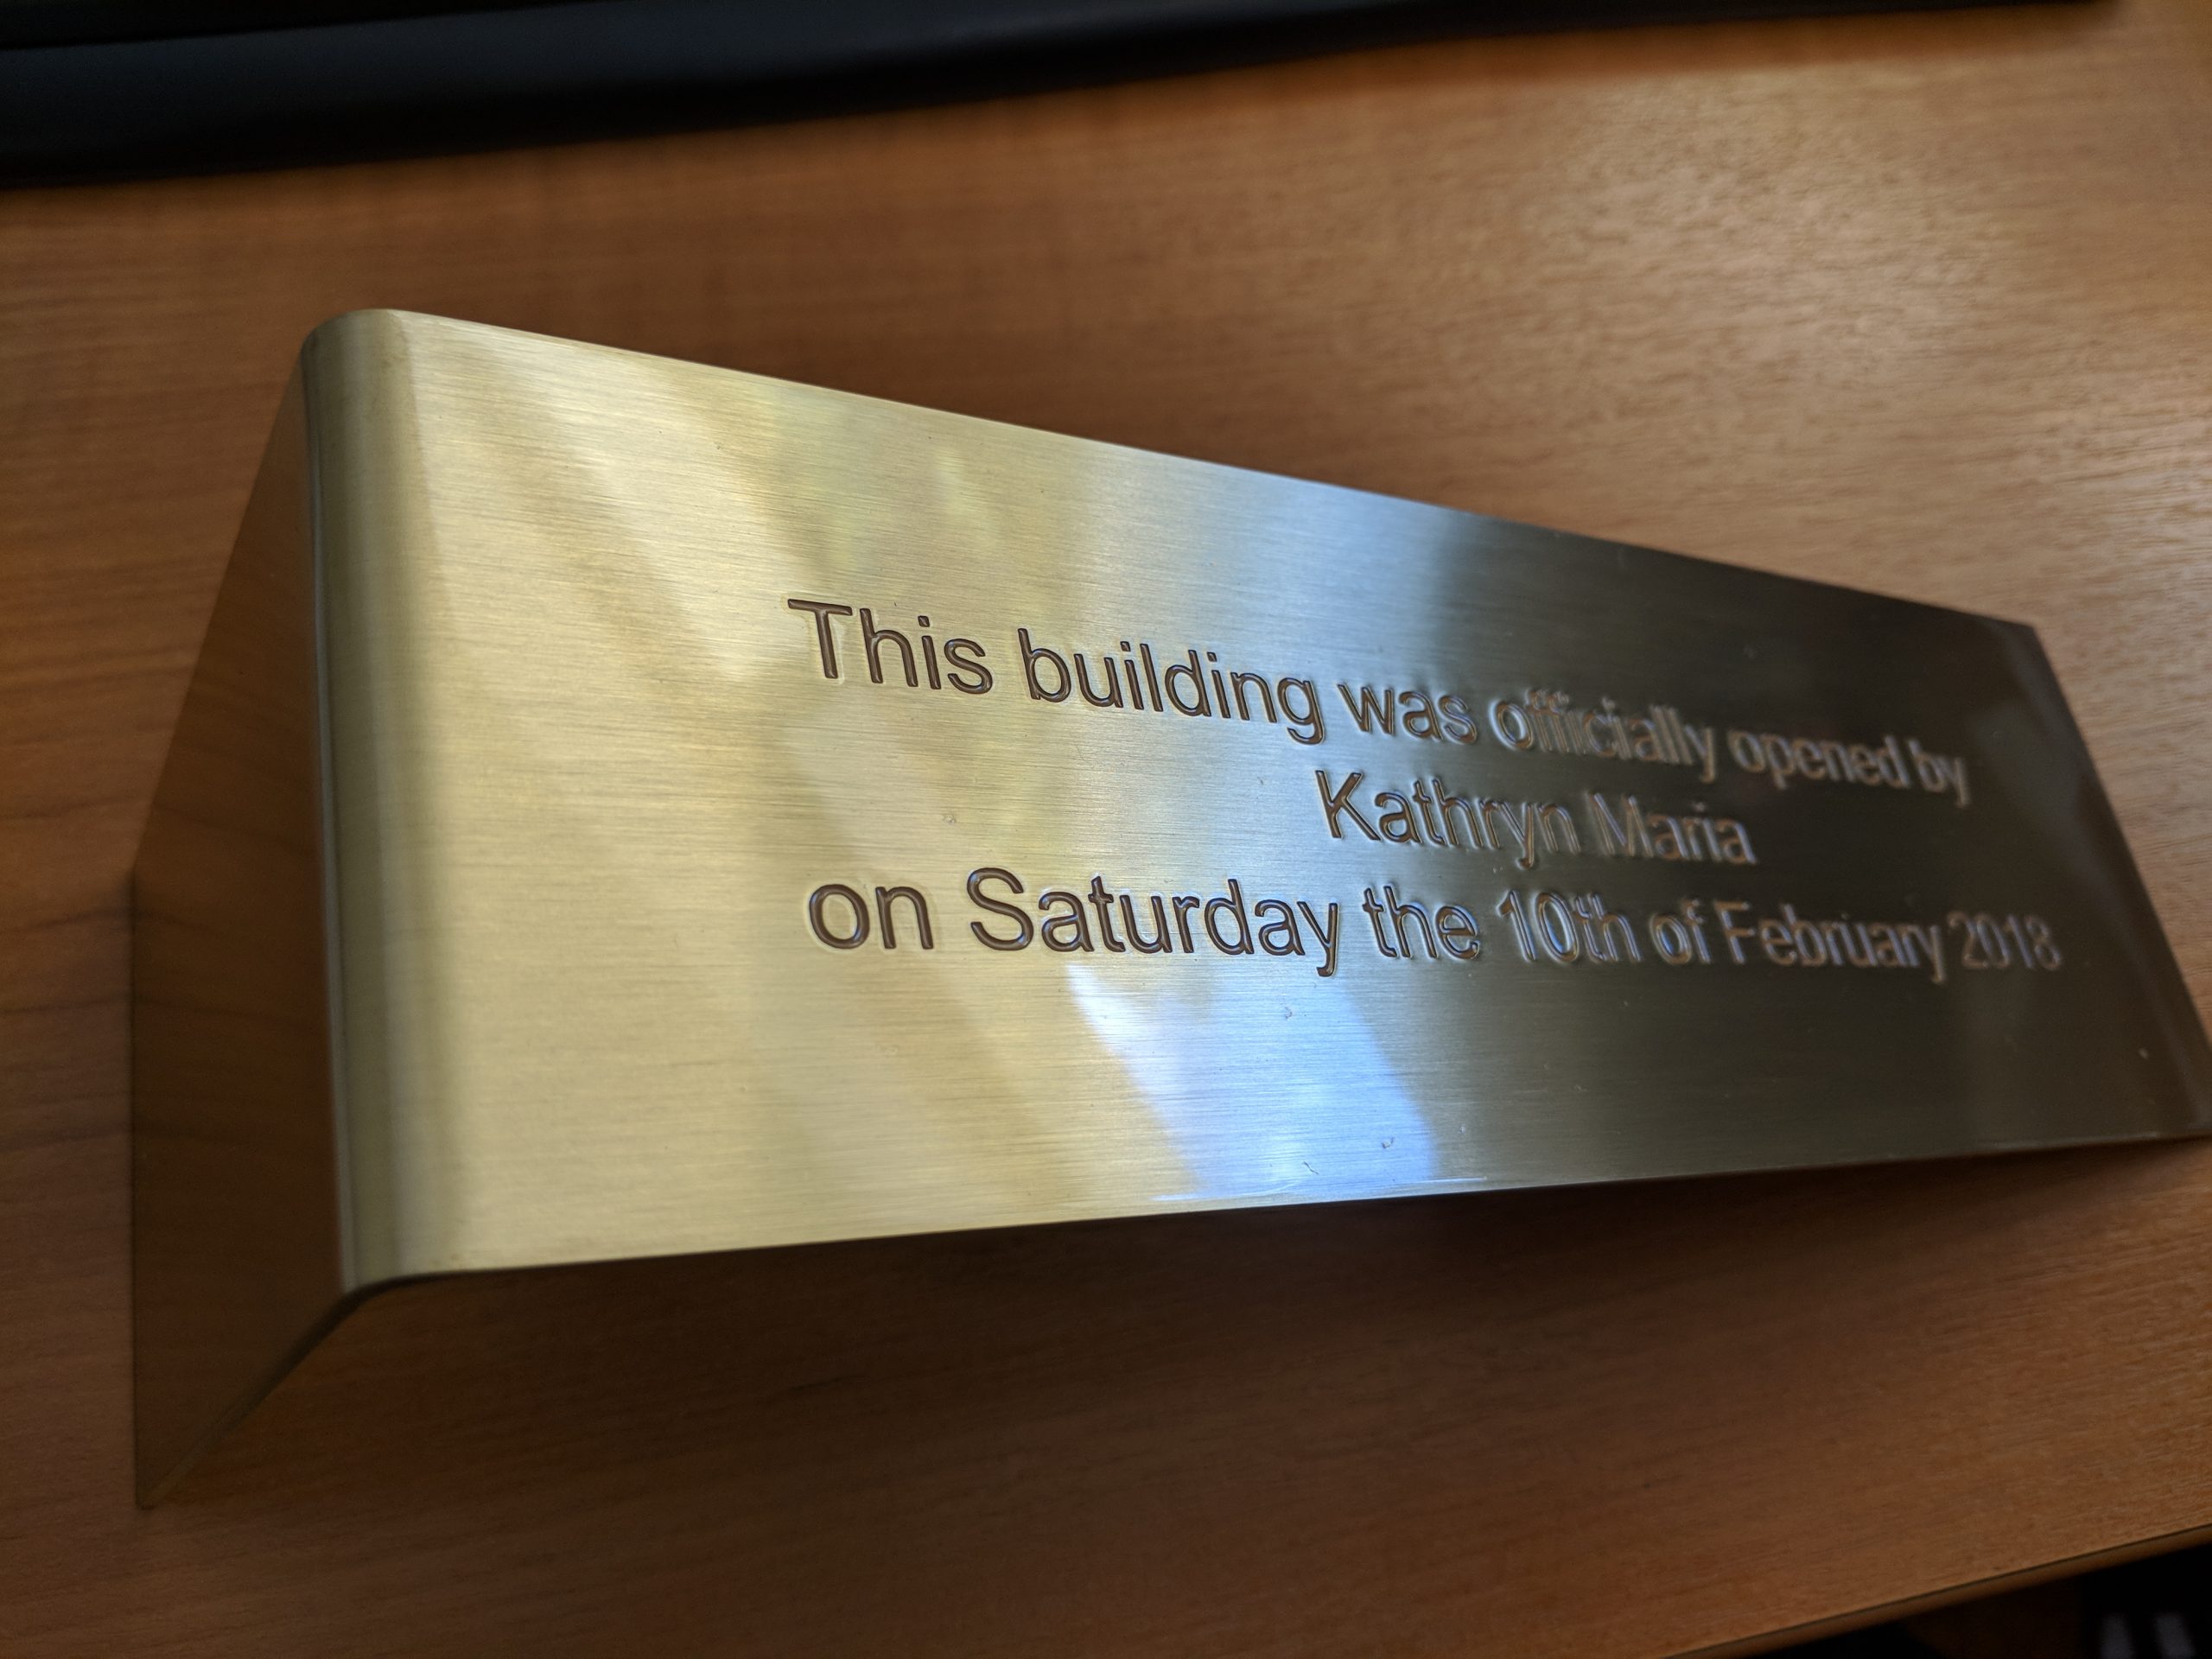 This building was officially opened by
Kathryn Maria
on Saturday the 10th of February 2018